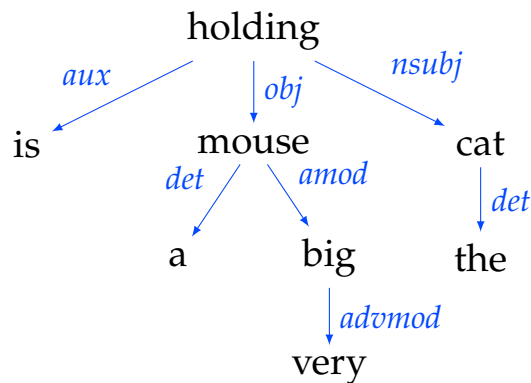 holding
aux obj nsubj
is mouse cat
det amod det
a big the
advmod
very